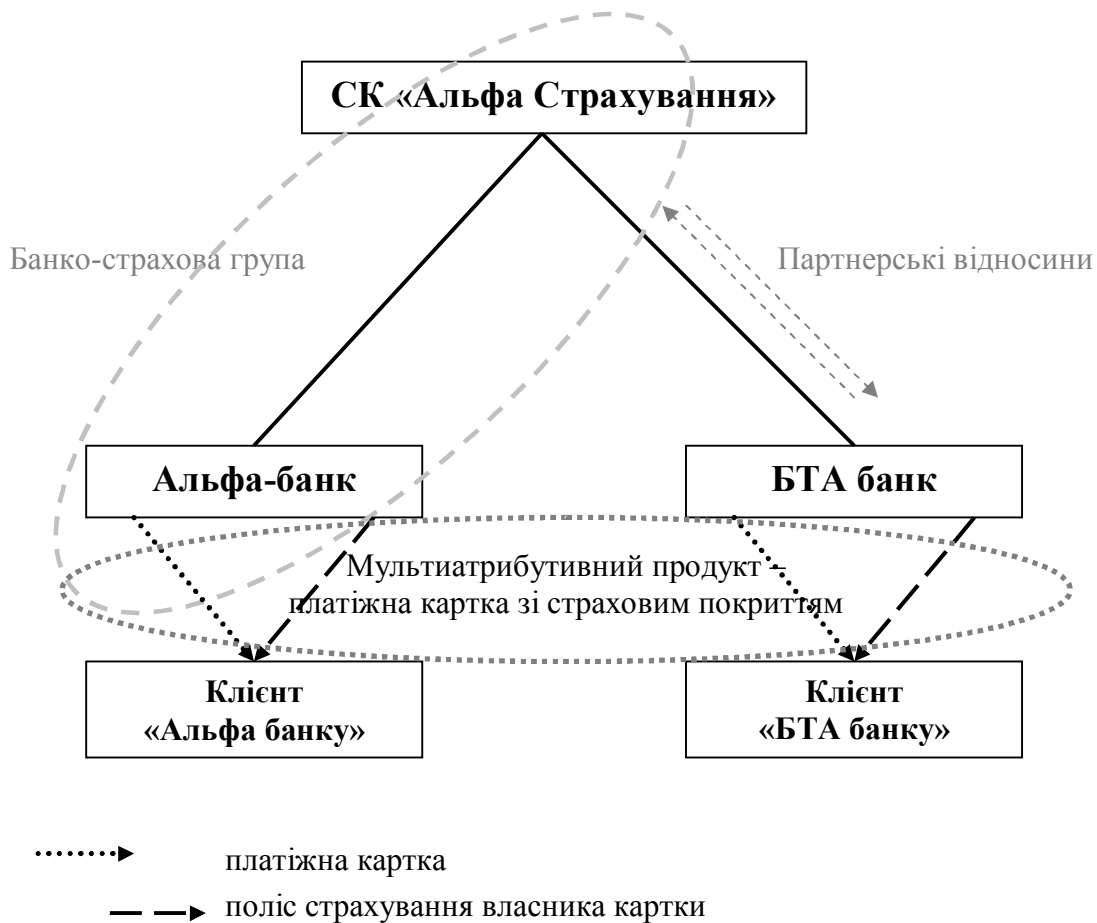 СК «Альфа Страхування»
Банко-страхова група
Партнерські відносини
Альфа-банк
БТА банк
Мультиатрибутивний продукт –
платіжна картка зі страховим покриттям
Клієнт
«Альфа банку»
Клієнт
«БТА банку»
платіжна картка
поліс страхування власника картки